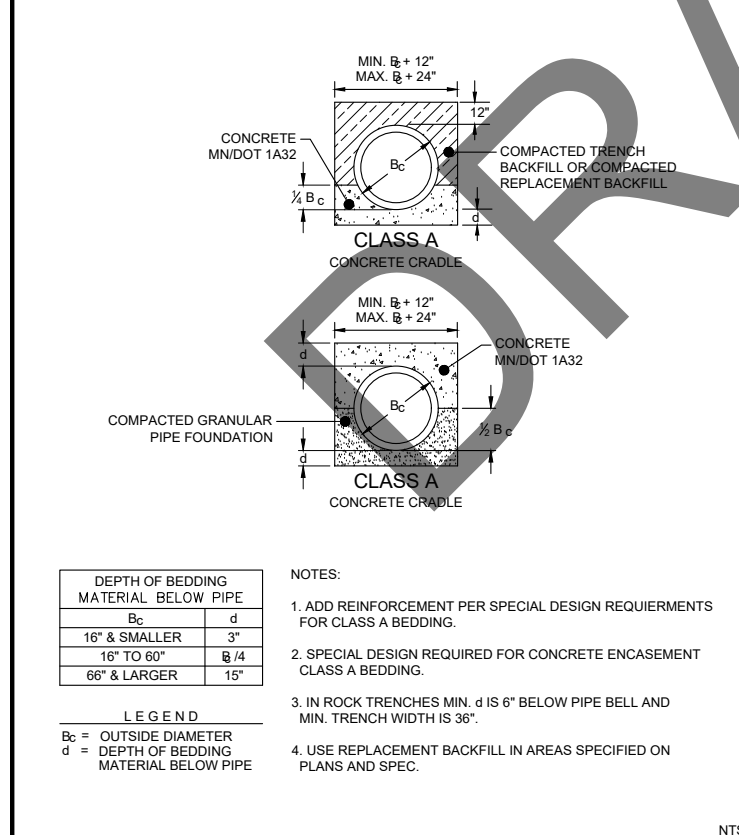 MIN. Bc + 12"
MAX. Bc + 24"
12"
CONCRETE
MN/DOT 1A32
Bc
COMPACTED TRENCH
BACKFILL OR COMPACTED
REPLACEMENT BACKFILL
¼ Bc
d
CLASS A
CONCRETE CRADLE
MIN. Bc + 12"
MAX. Bc + 24"
d
CONCRETE
MN/DOT 1A32
Bc
COMPACTED GRANULAR
PIPE FOUNDATION
½ Bc
d
CLASS A
CONCRETE CRADLE
DEPTH OF BEDDING
MATERIAL BELOW PIPE
Bc d
16" & SMALLER 3"
16" TO 60" Bc /4
66" & LARGER 15"
LEGEND
Bc = OUTSIDE DIAMETER
d = DEPTH OF BEDDING
MATERIAL BELOW PIPE
NOTES:
1. ADD REINFORCEMENT PER SPECIAL DESIGN REQUIERMENTS
FOR CLASS A BEDDING.
2. SPECIAL DESIGN REQUIRED FOR CONCRETE ENCASEMENT
CLASS A BEDDING.
3. IN ROCK TRENCHES MIN. d IS 6" BELOW PIPE BELL AND
MIN. TRENCH WIDTH IS 36".
4. USE REPLACEMENT BACKFILL IN AREAS SPECIFIED ON
PLANS AND SPEC.
NTS